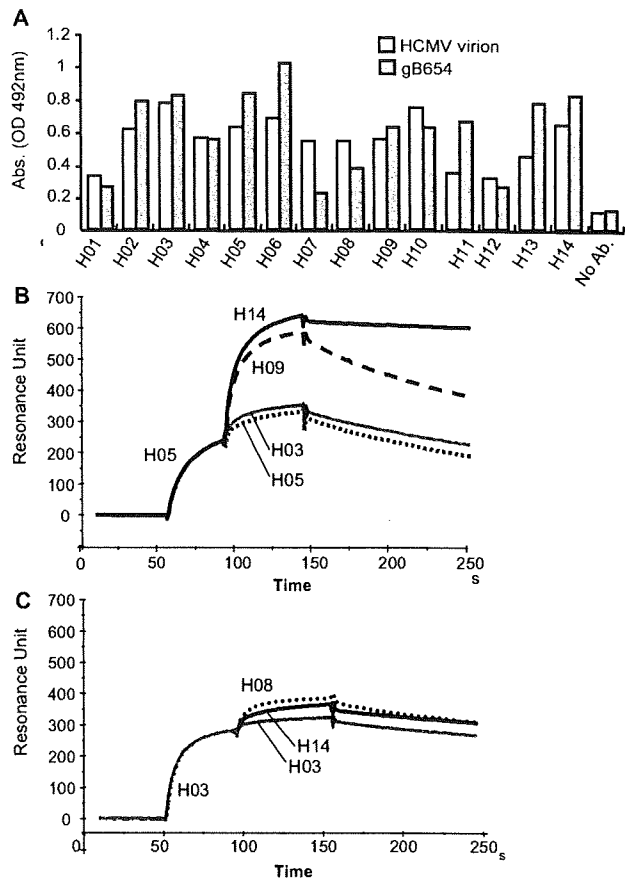 A
Abs. (OD 492nm)
1.2
1
0.8
0.6
0.4
0.2
0
HCMV virion
gB654
H01 H02 H03 H04 H05 H06 H07 H08 H09 H10 H11 H12 H13 H14 No Ab.
B
Resonance Unit
700
600
500
400
300
200
100
0
H14
H09
H05
H03
H05
0 50 100 150 200 250 s
Time
C
Resonance Unit
700
600
500
400
300
200
100
0
H08
H14
H03
H03
0 50 100 150 200 250 s
Time